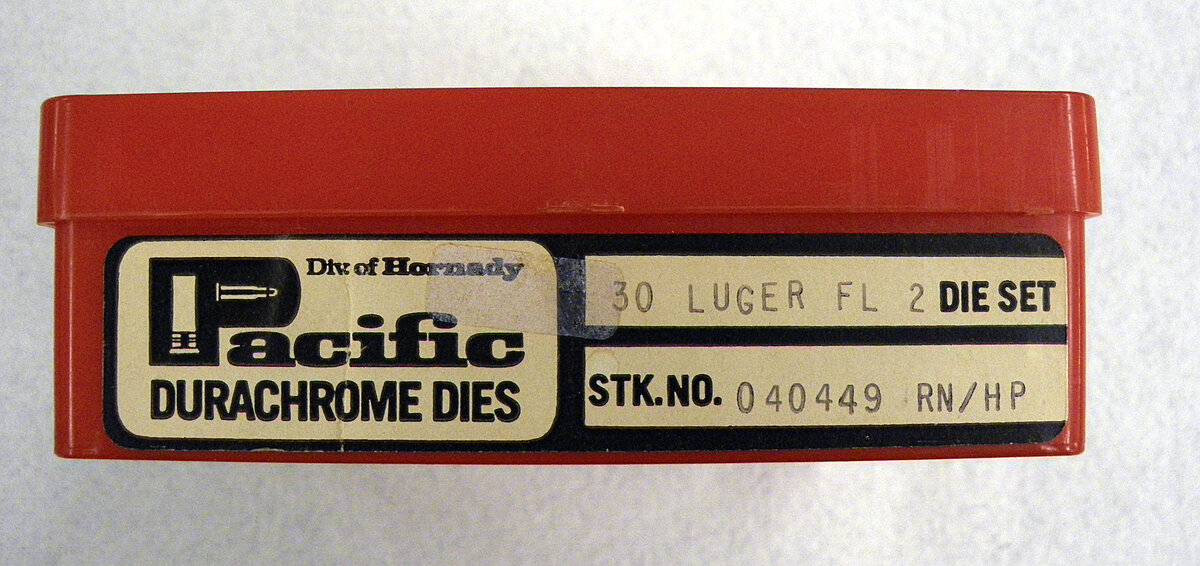 Div. of Hornady
Pacific
DURACHROME DIES
30 LUGER FL 2 DIE SET
STK.NO. 040449 RN/HP